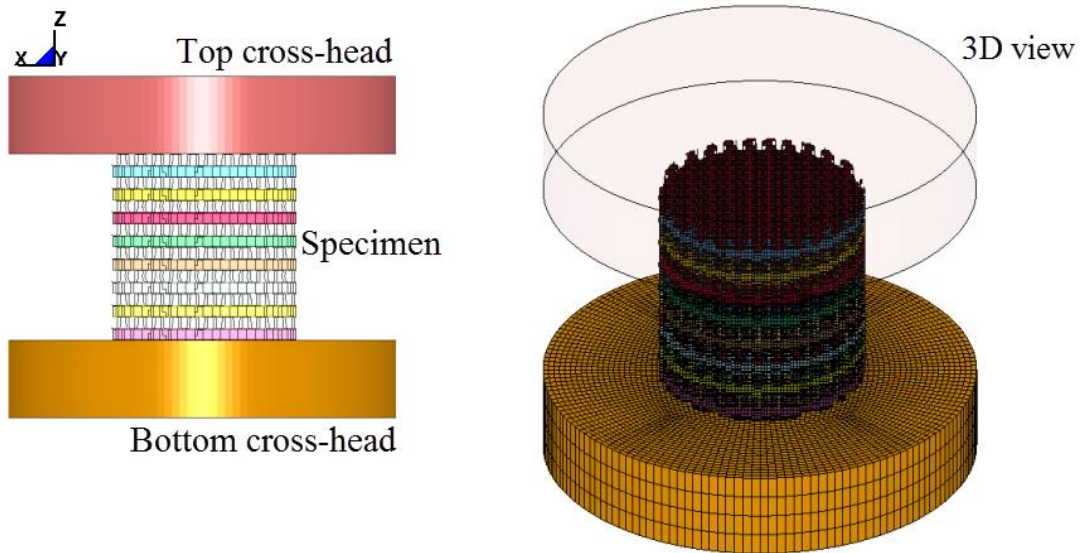 Z
X
Y
Top cross-head
3D view
Specimen
Bottom cross-head